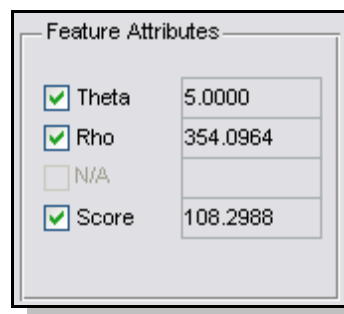 Feature Attributes
Theta 5.0000
Rho 354.0964
N/A
Score 108.2988